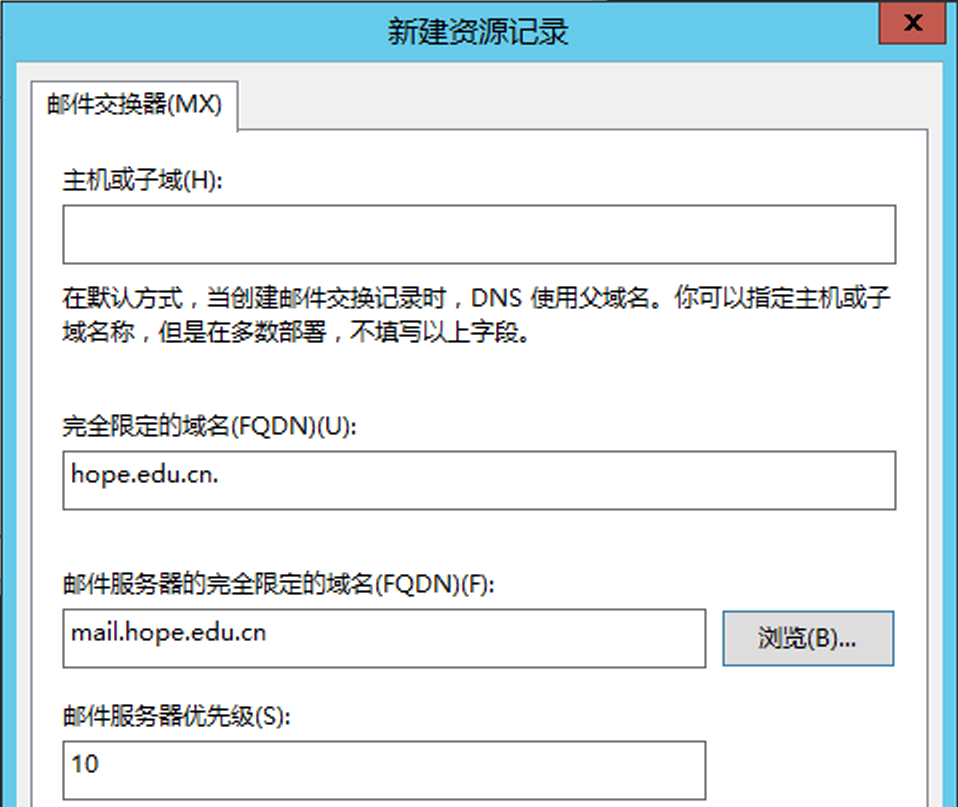 新建资源记录
x
邮件交换器(MX)
主机或子域(H):
在默认方式，当创建邮件交换记录时，DNS 使用父域名。你可以指定主机或子
域名称，但是在多数部署，不填写以上字段。
完全限定的域名(FQDN)(U):
hope.edu.cn.
邮件服务器的完全限定的域名(FQDN)(F):
mail.hope.edu.cn
浏览(B)...
邮件服务器优先级(S):
10